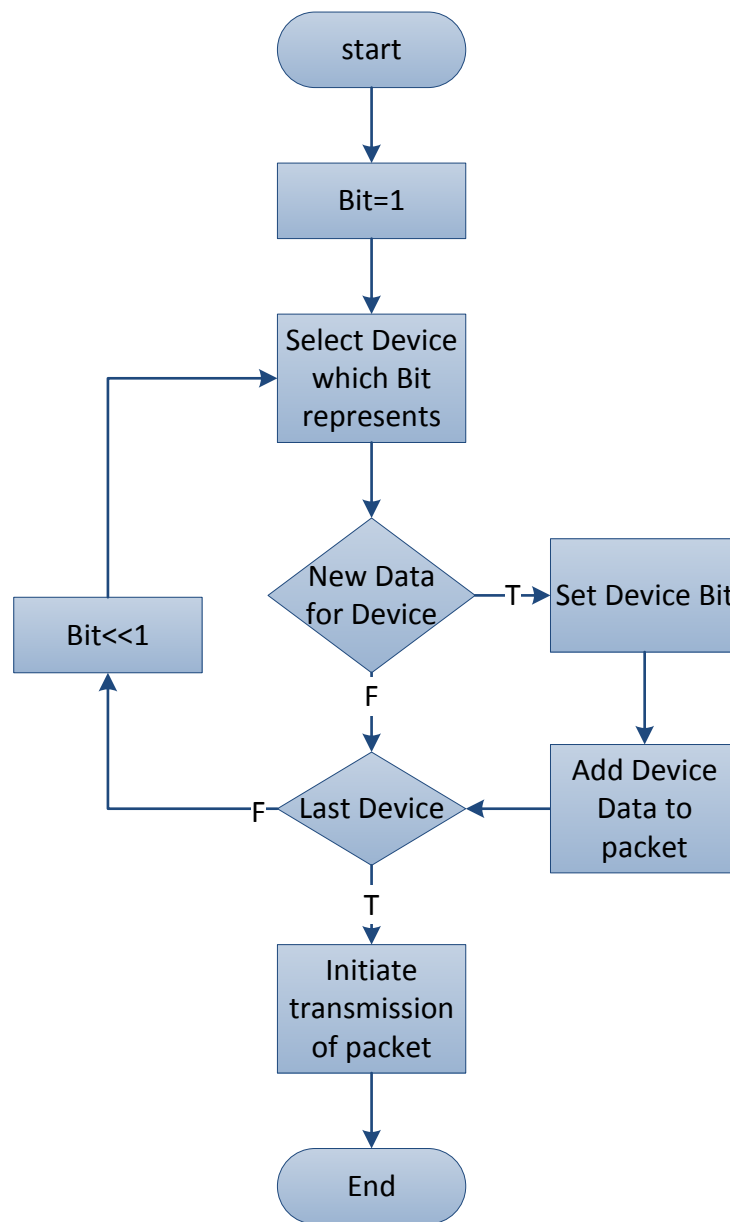 start
Bit=1
Select Device
which Bit
represents
New Data
for Device
T
Set Device Bit
Bit<<1
F
Add Device
Data to
packet
Last Device
F
T
Initiate
transmission
of packet
End